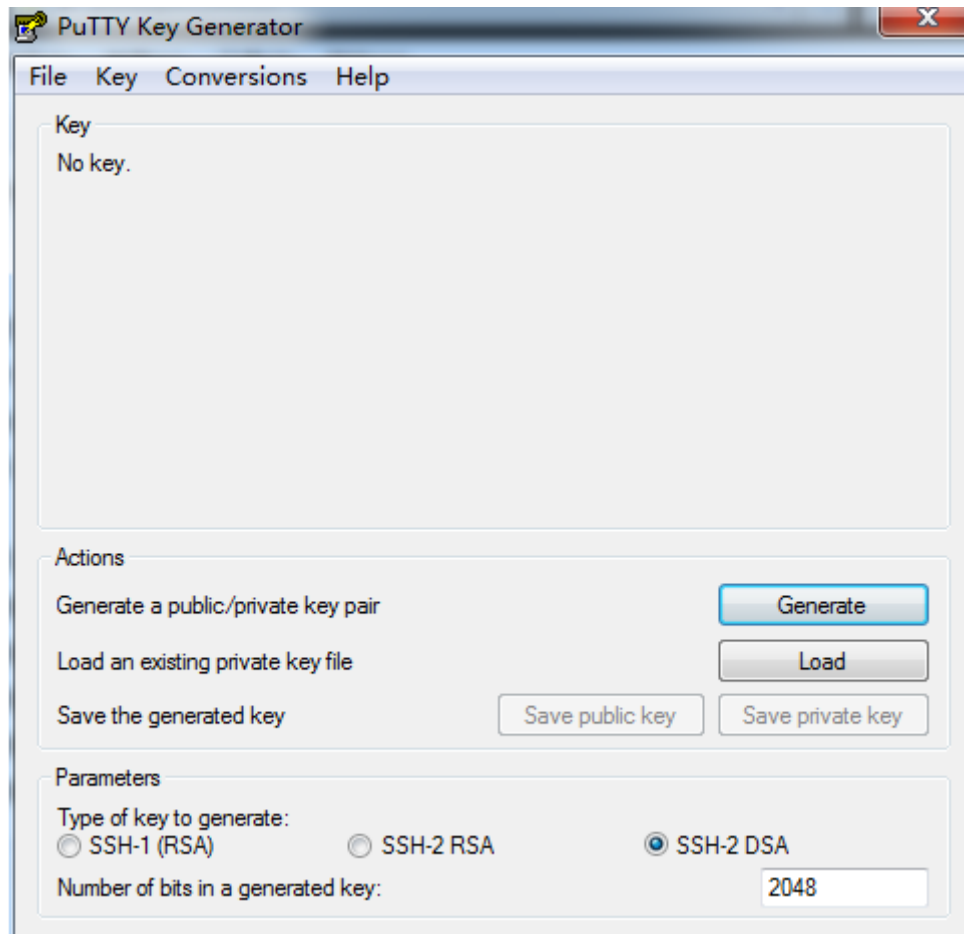 PuTTY Key Generator
X
File Key Conversions Help
Key
No key.
Actions
Generate a public/private key pair Generate
Load an existing private key file Load
Save the generated key Save public key Save private key
Parameters
Type of key to generate:
SSH-1 (RSA) SSH-2 RSA SSH-2 DSA
Number of bits in a generated key: 2048